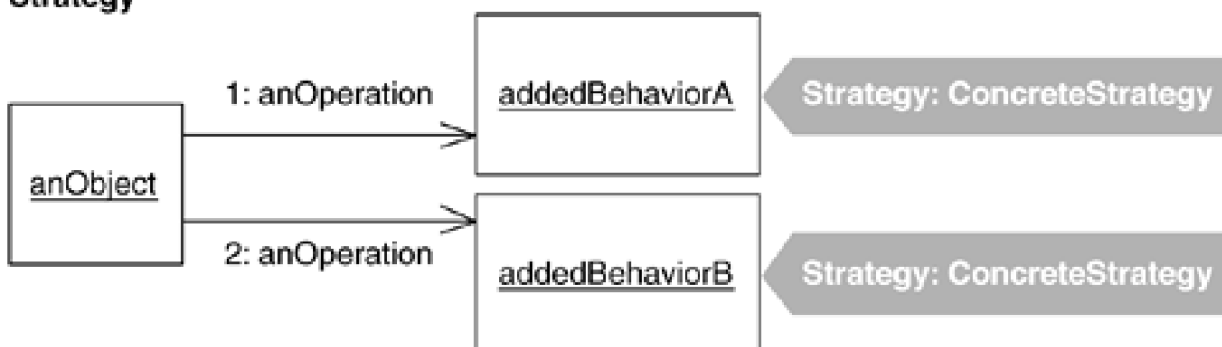 Strategy
1: anOperation
addedBehaviorA
Strategy: ConcreteStrategy
anObject
2: anOperation
addedBehaviorB
Strategy: ConcreteStrategy